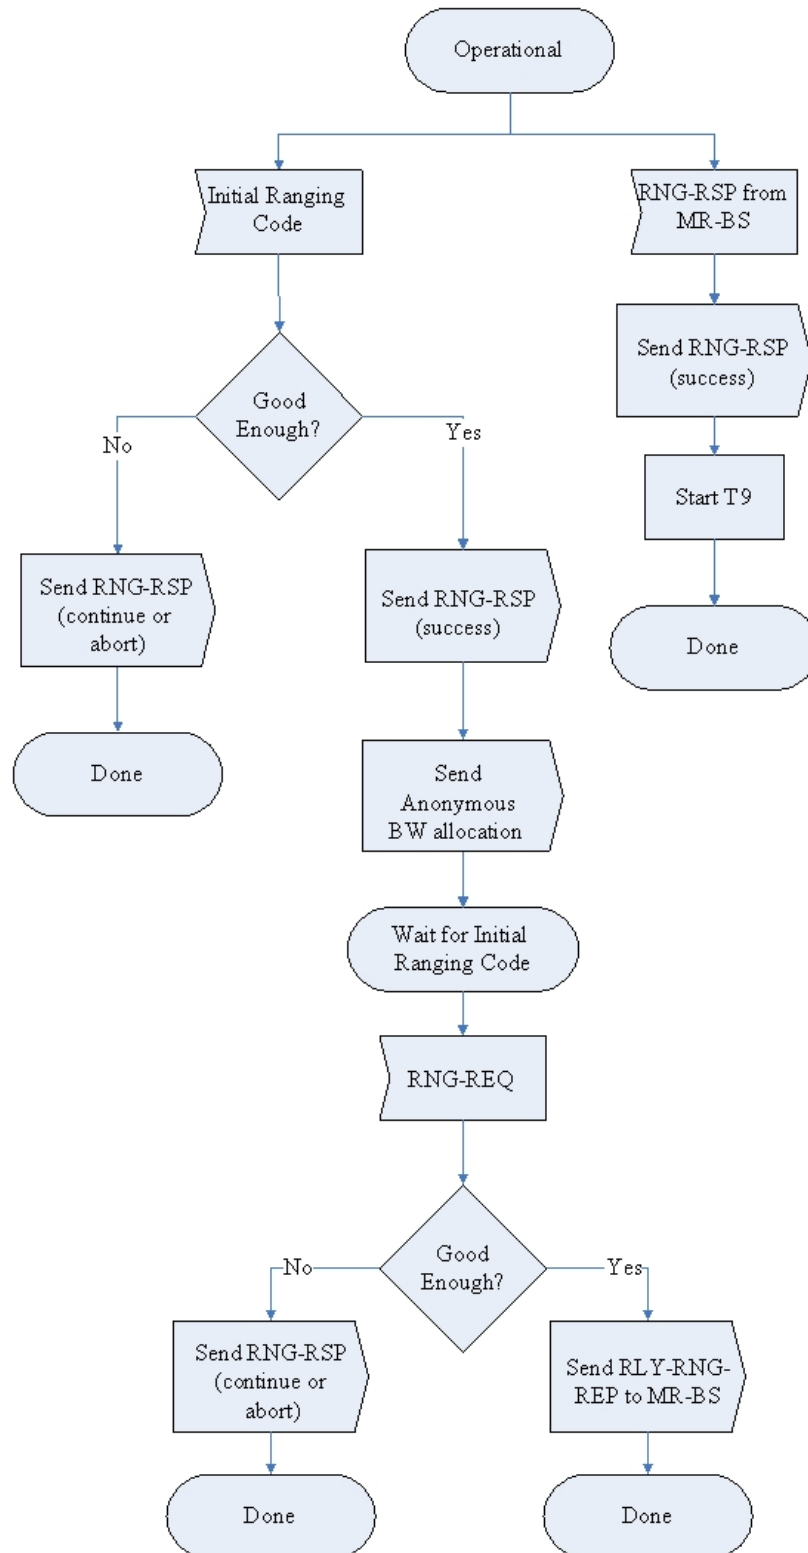 Operational
Initial Ranging
Code
RNG-RSP from
MR-BS
Send RNG-RSP
(success)
Good
Enough?
No
Yes
Start T9
Send RNG-RSP
(continue or
abort)
Send RNG-RSP
(success)
Done
Done
Send
Anonymous
BW allocation
Wait for Initial
Ranging Code
RNG-REQ
Good
Enough?
No
Yes
Send RNG-RSP
(continue or
abort)
Send RLY-RNG-
REP to MR-BS
Done
Done